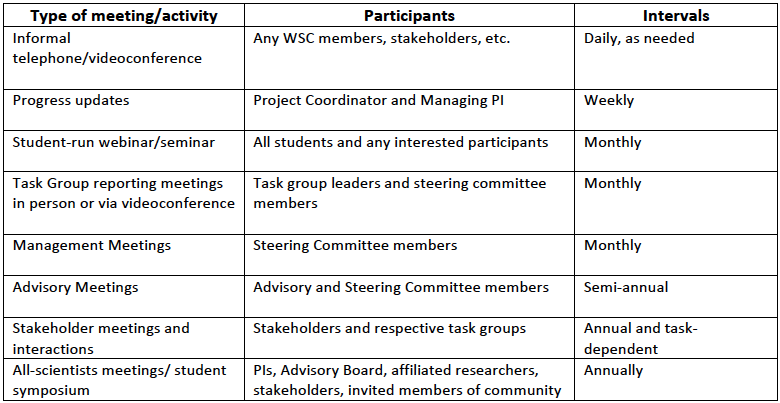 Type of meeting/activity Participants Intervals
Informal Any WSC members, stakeholders, etc. Daily, as needed
telephone/videoconference
Progress updates Project Coordinator and Managing PI Weekly
Student-run webinar/seminar All students and any interested participants Monthly
Task Group reporting meetings Task group leaders and steering committee Monthly
in person or via videoconference members
Management Meetings Steering Committee members Monthly
Advisory Meetings Advisory and Steering Committee members Semi-annual
Stakeholder meetings and Stakeholders and respective task groups Annual and task-
interactions dependent
All-scientists meetings/ student PIs, Advisory Board, affiliated researchers, Annually
symposium stakeholders, invited members of community